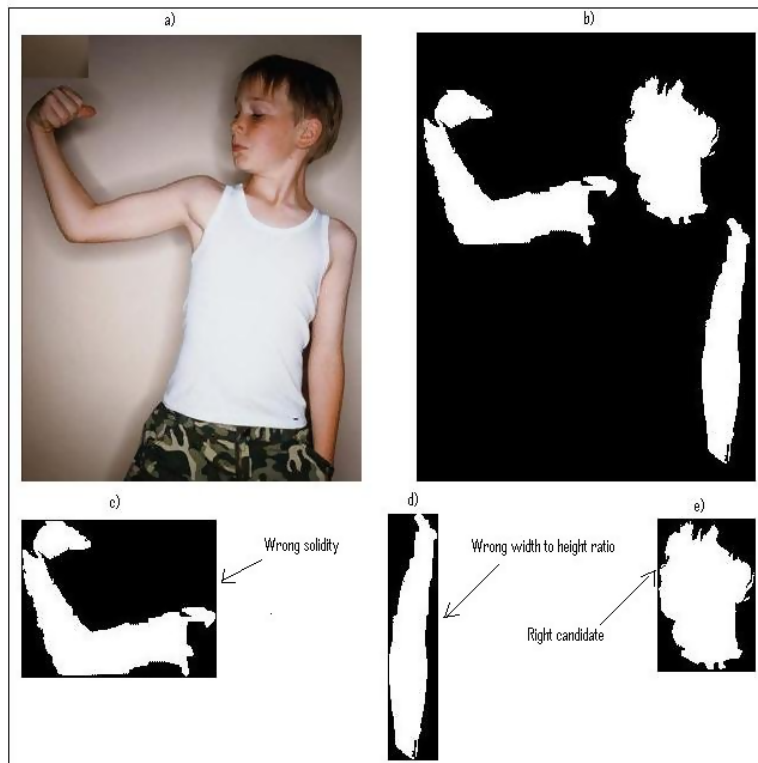 a)
b)
c)
Wrong solidity
d)
Wrong width to height ratio
e)
Right candidate